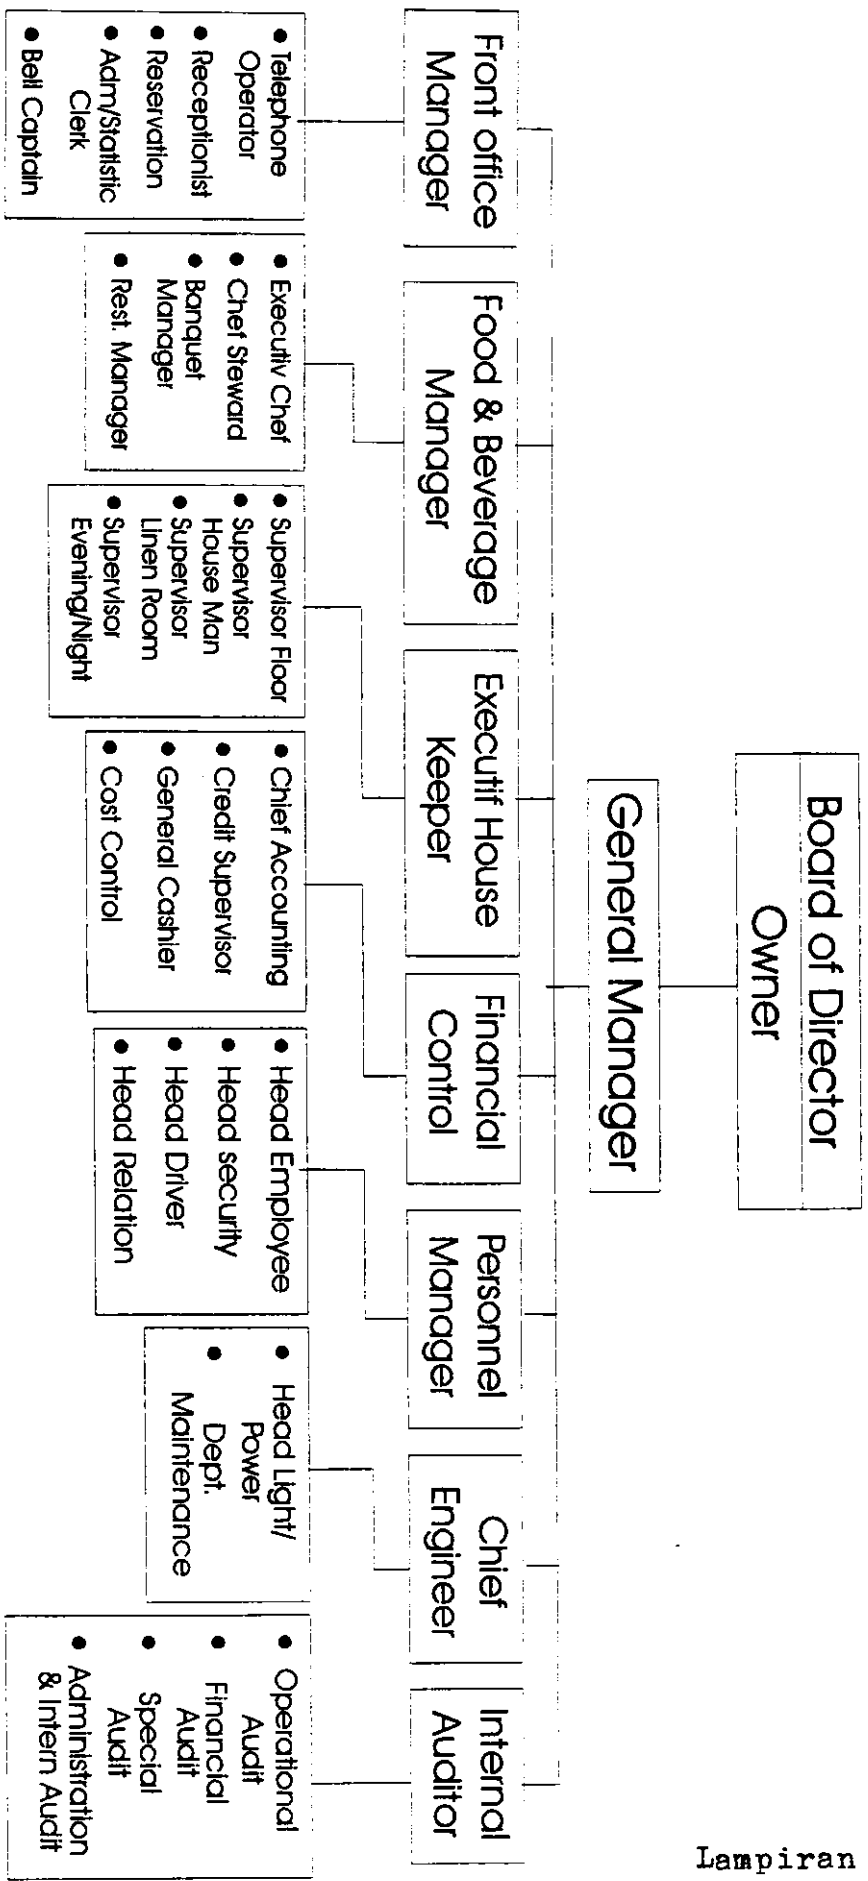 Lampiran
Board of Director
Owner
General Manager
Front office
Manager
Food & Beverage
Manager
Executif House
Keeper
Financial
Control
Personnel
Manager
Chief
Engineer
Internal
Auditor
• Telephone
Operator
• Receptionist
• Reservation
• Adm/Statistic
Clerk
• Bell Captain
• Executiv Chef
• Chef Steward
• Banquet
Manager
• Rest. Manager
• Supervisor Floor
• Supervisor
House Man
• Supervisor
Linen Room
• Supervisor
Evening/Night
• Chief Accounting
• Credit Supervisor
• General Cashier
• Cost Control
• Head Employee
• Head security
• Head Driver
• Head Relation
• Head Light/
Power
• Dept.
Maintenance
• Operational
Audit
• Financial
Audit
• Special
Audit
• Administration
& Intern Audit